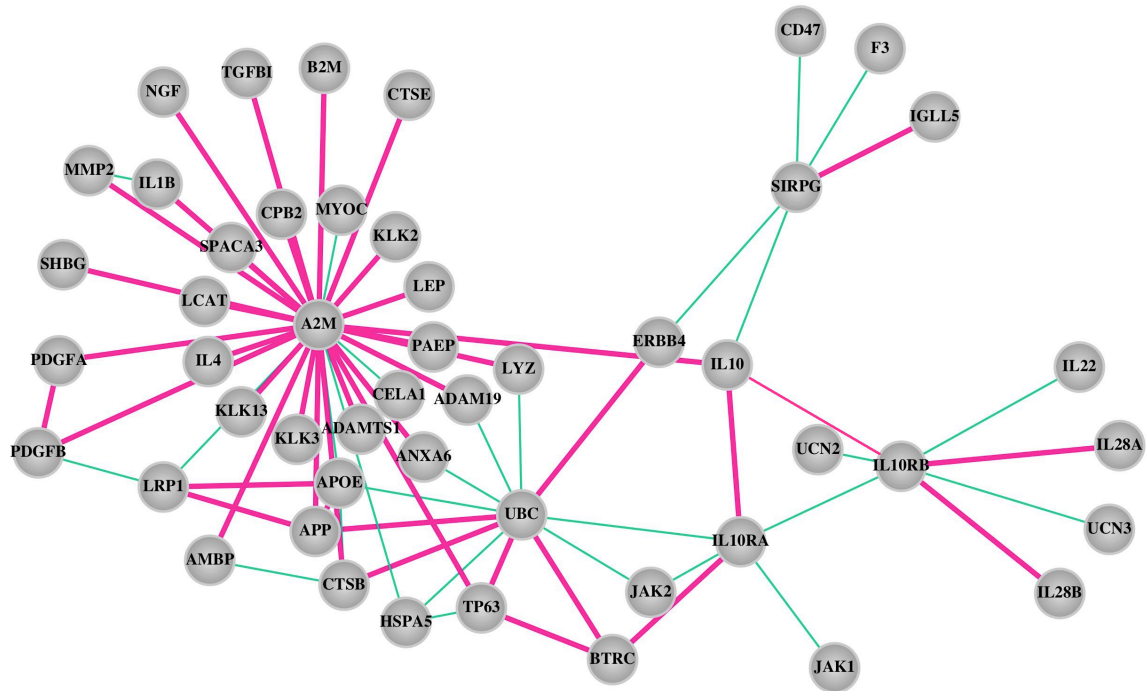 CD47
F3
B2M
TGFBI
NGF
CTSE
IGLL5
MMP2
IL1B
SIRPG
CPB2
MYOC
KLK2
SPACA3
SHBG
LEP
LCAT
A2M
ERBB4
PAEP
PDGFA
IL4
IL10
IL22
LYZ
CELA1
ADAM19
KLK13
ADAMTS1
KLK3
IL28A
UCN2
PDGFB
ANXA6
IL10RB
LRP1
APOE
UBC
UCN3
APP
IL10RA
AMBP
CTSB
JAK2
IL28B
TP63
HSPA5
BTRC
JAK1